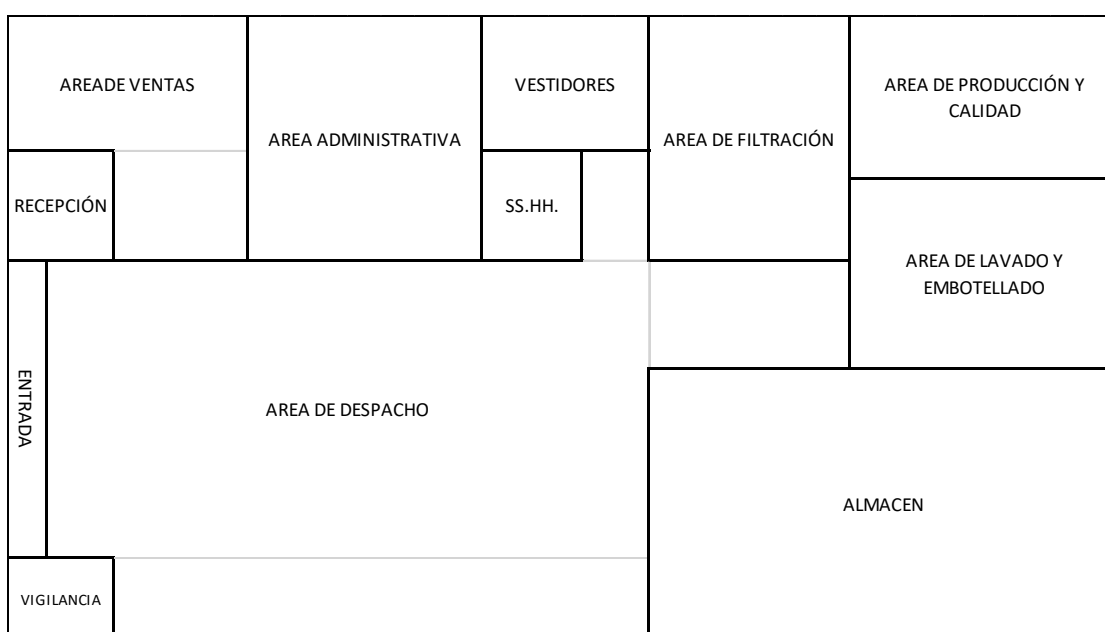 AREADE VENTAS
VESTIDORES
AREA DE PRODUCCIÓN Y
CALIDAD
AREA ADMINISTRATIVA
AREA DE FILTRACIÓN
RECEPCIÓN
SS.HH.
AREA DE LAVADO Y
EMBOTELLADO
ENTRADA
AREA DE DESPACHO
ALMACEN
VIGILANCIA